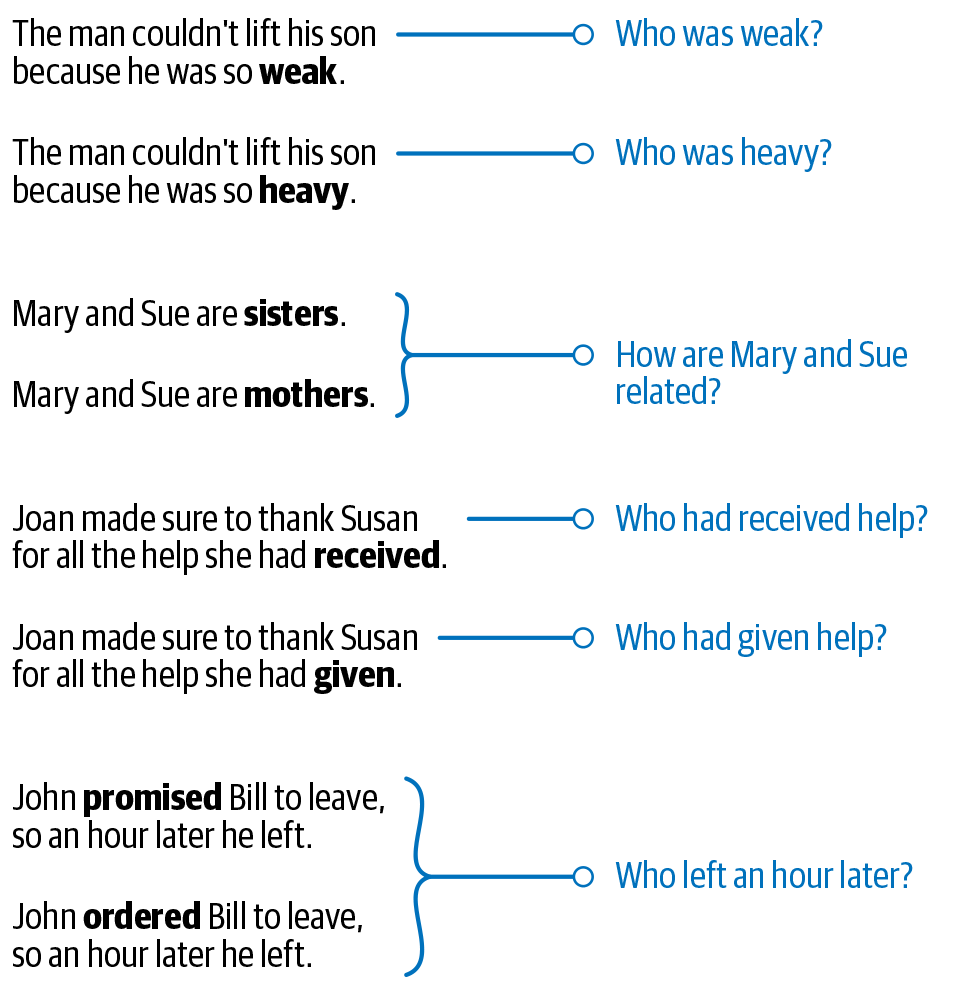 The man couldn't lift his son
because he was so weak.
Who was weak?
The man couldn't lift his son
because he was so heavy.
Who was heavy?
Mary and Sue are sisters.
Mary and Sue are mothers.
How are Mary and Sue
related?
Joan made sure to thank Susan
for all the help she had received.
Who had received help?
Joan made sure to thank Susan
for all the help she had given.
Who had given help?
John promised Bill to leave,
so an hour later he left.
John ordered Bill to leave,
so an hour later he left.
Who left an hour later?